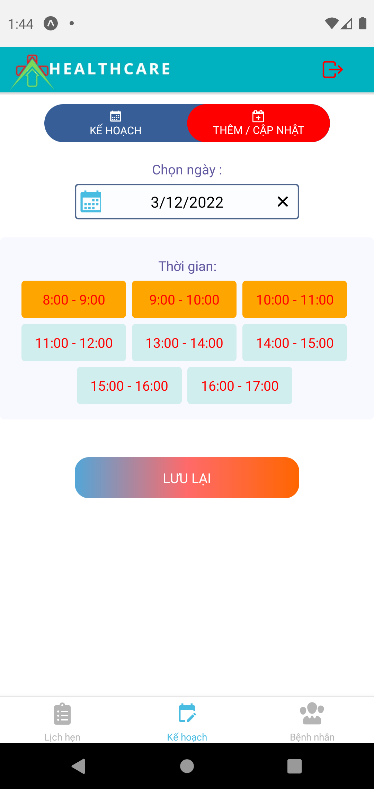 1:44
HEALTHCARE
KẾ HOẠCH
THÊM / CẬP NHẬT
Chọn ngày :
3/12/2022
Thời gian:
8:00 - 9:00
9:00 - 10:00
10:00 - 11:00
11:00 - 12:00
13:00 - 14:00
14:00 - 15:00
15:00 - 16:00
16:00 - 17:00
LƯU LẠI
Lịch hẹn
Kế hoạch
Bệnh nhân